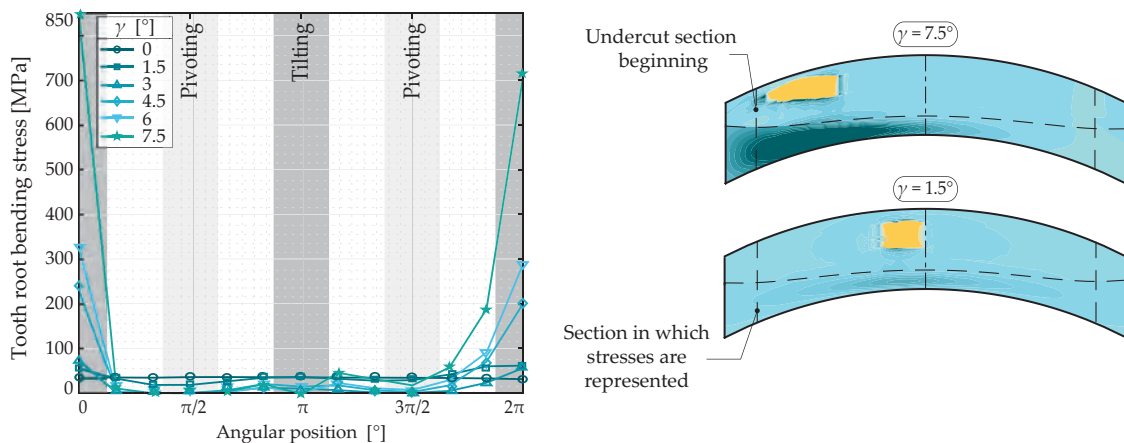 Tooth root bending stress [MPa]
850
700
600
500
400
300
200
100
0
γ [°]
0
1.5
3
4.5
6
7.5
Pivoting
Tilting
Pivoting
0
π/2
π
3π/2
2π
Angular position [°]
Undercut section
beginning
γ = 7.5°
γ = 1.5°
Section in which
stresses are
represented